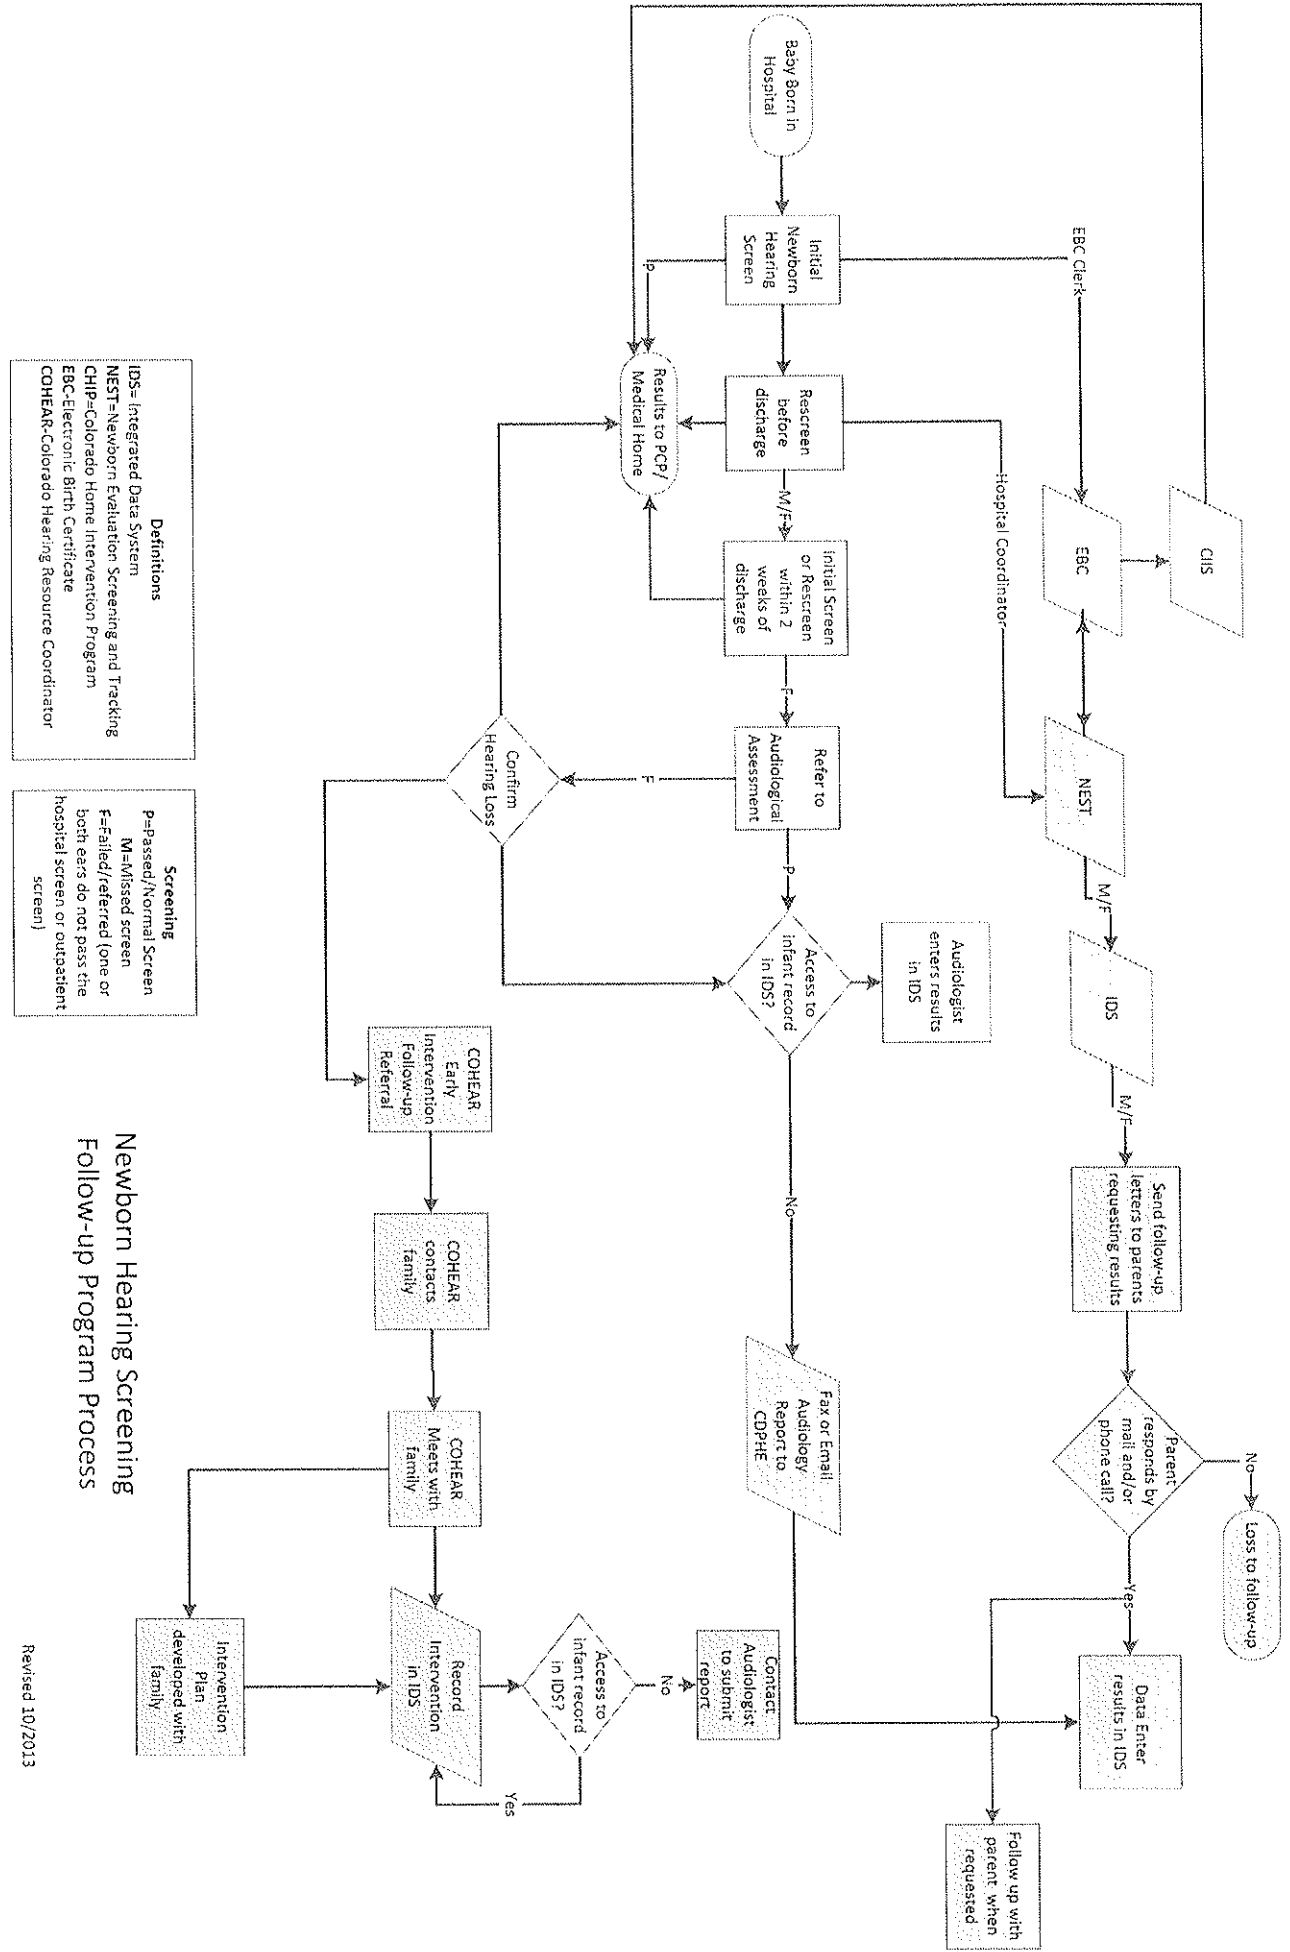 CIIS
EBC Clerk
EBC
NEST
M/F
IDS
M/F
Send follow-up
letters to parents
requesting results
Parent
responds by
mail and/or
phone call?
No
Loss to follow-up
Yes
Data Enter
results in IDS
Follow up with
parent when
requested
Hospital Coordinator
Baby Born in
Hospital
Initial
Newborn
Hearing
Screen
P
Rescreen
before
discharge
M/F
Initial Screen
or Rescreen
within 2
weeks of
discharge
F
Refer to
Audiological
Assessment
P
F
Access to
infant record
in IDS?
Audiologist
enters results
in IDS
No
Fax or Email
Audiology
Report to
CDPHE
Results to PCP/
Medical Home
Confirm
Hearing Loss
COHEAR
Early
Intervention
Follow-up
Referral
COHEAR
contacts
family
COHEAR
Meets with
family
Record
Intervention
in IDS
Access to
infant record
in IDS?
No
Contact
Audiologist
to submit
report
Yes
Intervention
Plan
developed with
family
Definitions
IDS= Integrated Data System
NEST=Newborn Evaluation Screening and Tracking
CHIP=Colorado Home Intervention Program
EBC-Electronic Birth Certificate
COHEAR-Colorado Hearing Resource Coordinator
Screening
P=Passed/Normal Screen
M=Missed screen
F=Failed/referred (one or
both ears do not pass the
hospital screen or outpatient
screen)
Newborn Hearing Screening
Follow-up Program Process
Revised 10/2013